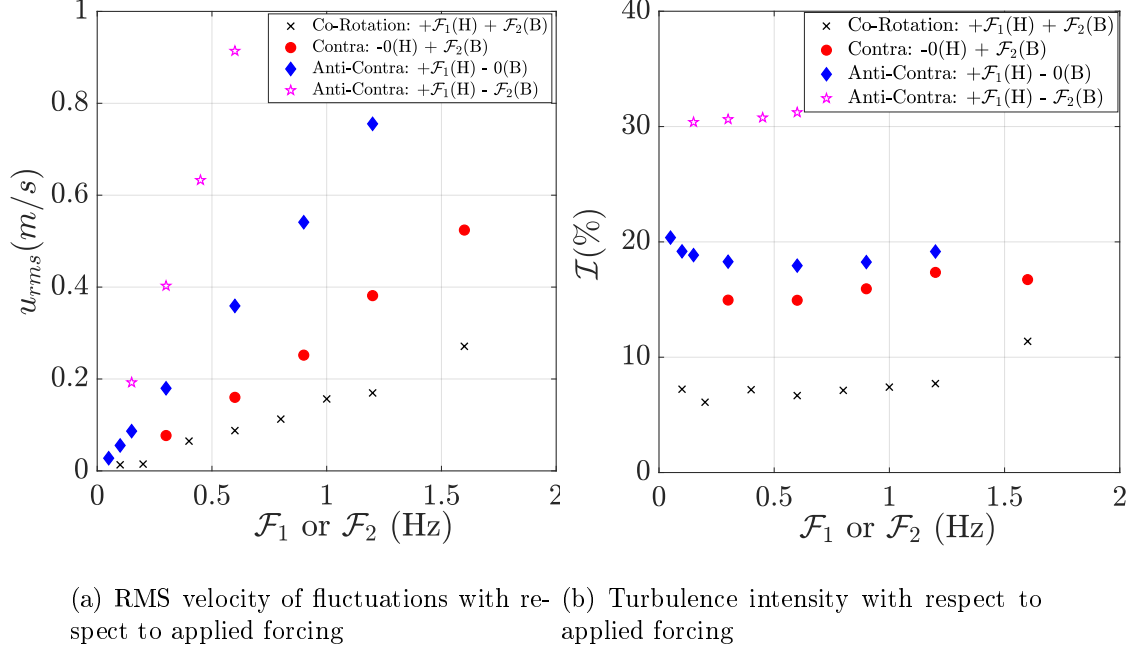 1
0.8
0.6
0.4
0.2
0
0 0.5 1 1.5 2
u_rms(m/s)
F₁ or F₂ (Hz)
Co-Rotation: +F₁(H) + F₂(B)
Contra: -0(H) + F₂(B)
Anti-Contra: +F₁(H) - 0(B)
Anti-Contra: +F₁(H) - F₂(B)
40
30
20
10
0
0 0.5 1 1.5 2
I(%)
F₁ or F₂ (Hz)
Co-Rotation: +F₁(H) + F₂(B)
Contra: -0(H) + F₂(B)
Anti-Contra: +F₁(H) - 0(B)
Anti-Contra: +F₁(H) - F₂(B)
(a) RMS velocity of fluctuations with re-
spect to applied forcing
(b) Turbulence intensity with respect to
applied forcing